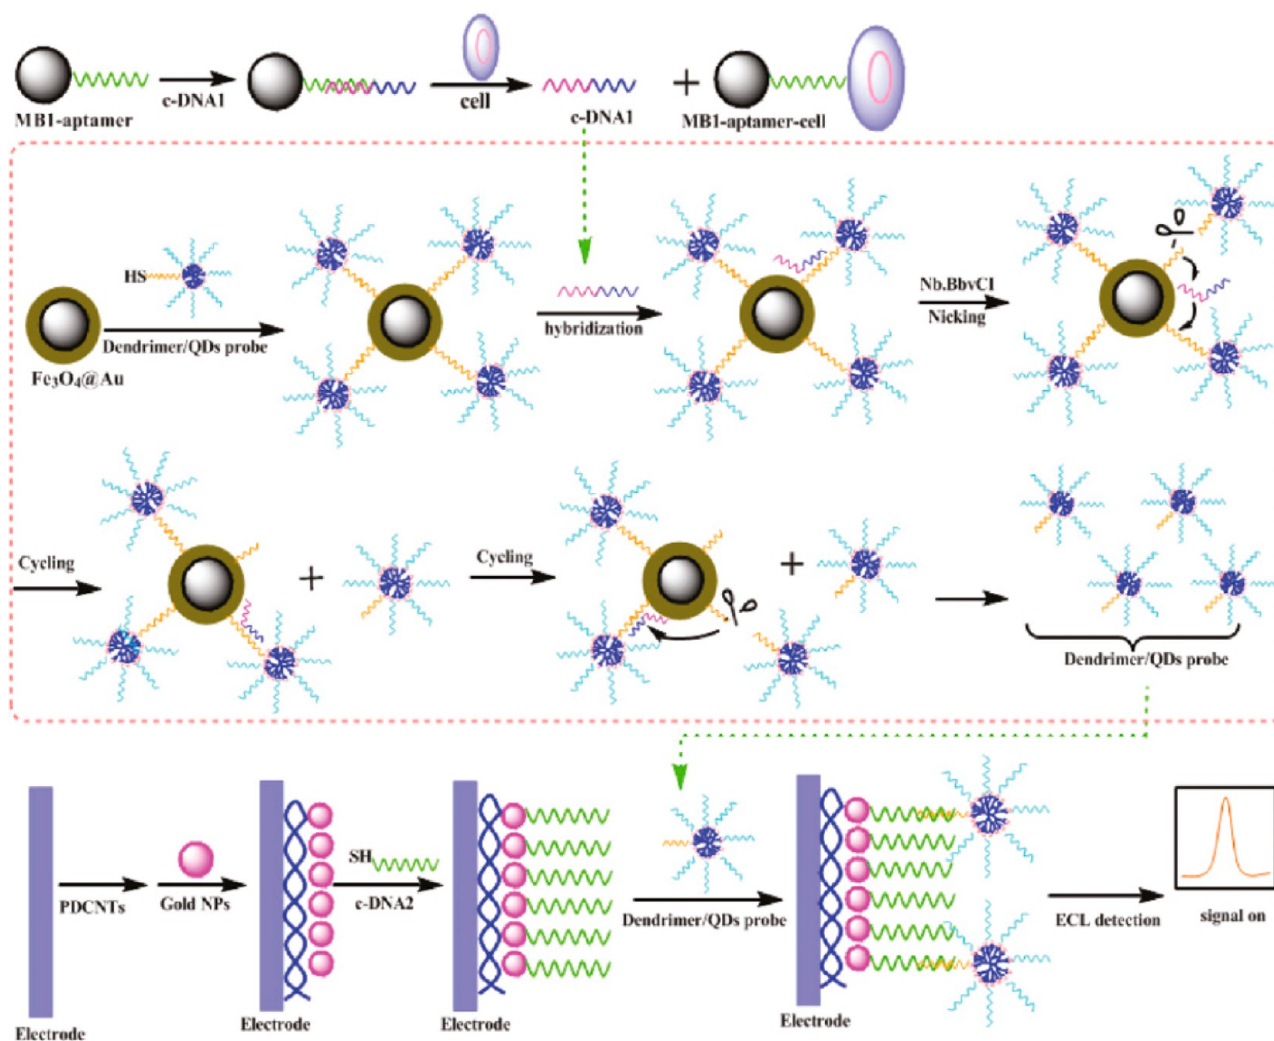 c-DNA1
MB1-aptamer
cell
c-DNA1
+
MB1-aptamer-cell
HS
Dendrimer/QDs probe
Fe₃O₄@Au
hybridization
Nb.BbvCI
Nicking
Cycling
+
Cycling
+
Dendrimer/QDs probe
PDCNTs
Gold NPs
SH
c-DNA2
Dendrimer/QDs probe
ECL detection
signal on
Electrode
Electrode
Electrode
Electrode